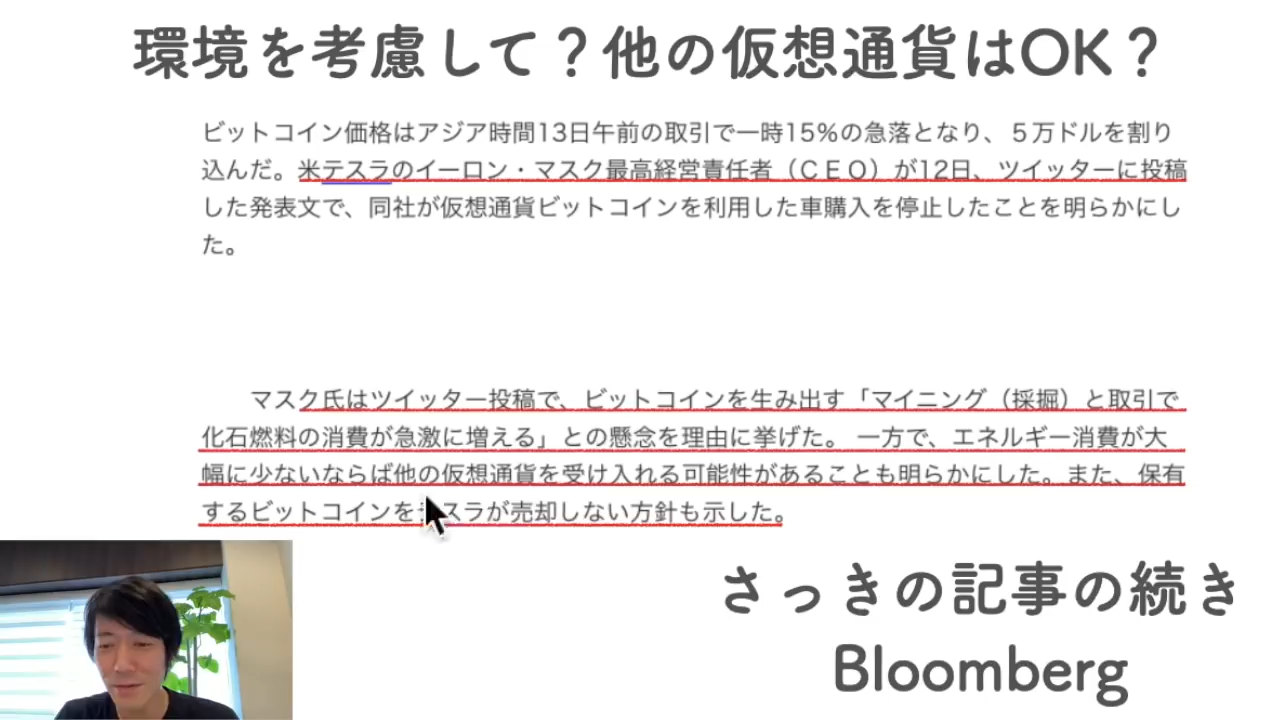 環境を考慮して？他の仮想通貨はOK？
ビットコイン価格はアジア時間13日午前の取引で一時15%の急落となり、５万ドルを割り
込んだ。米テスラのイーロン・マスク最高経営責任者（ＣＥＯ）が12日、ツイッターに投稿
した発表文で、同社が仮想通貨ビットコインを利用した車購入を停止したことを明らかにし
た。
マスク氏はツイッター投稿で、ビットコインを生み出す「マイニング（採掘）と取引で
化石燃料の消費が急激に増える」との懸念を理由に挙げた。 一方で、エネルギー消費が大
幅に少ないならば他の仮想通貨を受け入れる可能性があることも明らかにした。また、保有
するビットコインをテスラが売却しない方針も示した。
さっきの記事の続き
Bloomberg